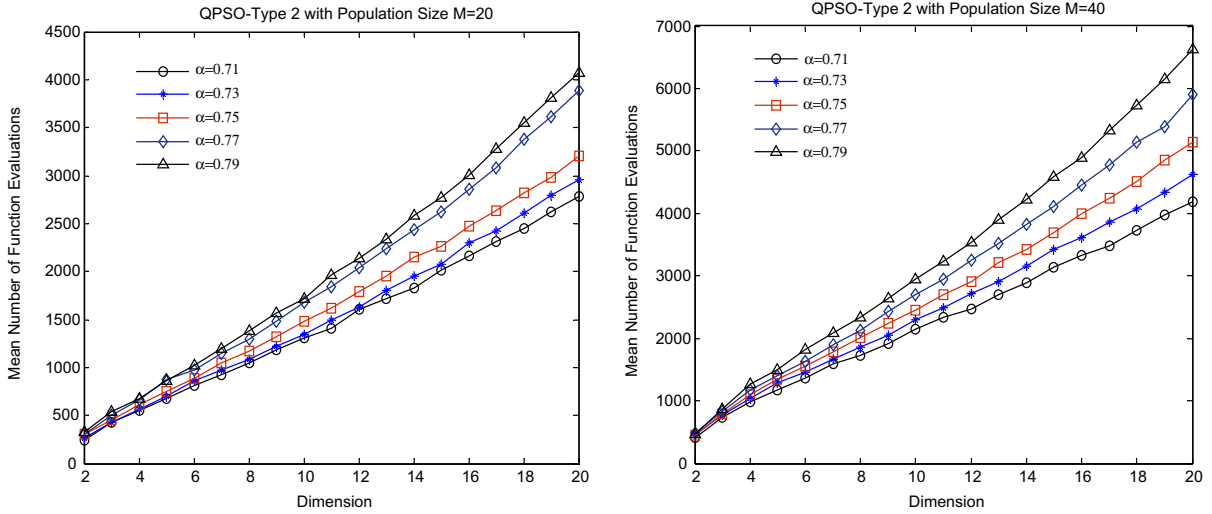 QPSO-Type 2 with Population Size M=20
4500
4000
3500
3000
2500
2000
1500
1000
500
0
Mean Number of Function Evaluations
α=0.71
α=0.73
α=0.75
α=0.77
α=0.79
2 4 6 8 10 12 14 16 18 20
Dimension
QPSO-Type 2 with Population Size M=40
7000
6000
5000
4000
3000
2000
1000
0
Mean Number of Function Evaluations
α=0.71
α=0.73
α=0.75
α=0.77
α=0.79
2 4 6 8 10 12 14 16 18 20
Dimension